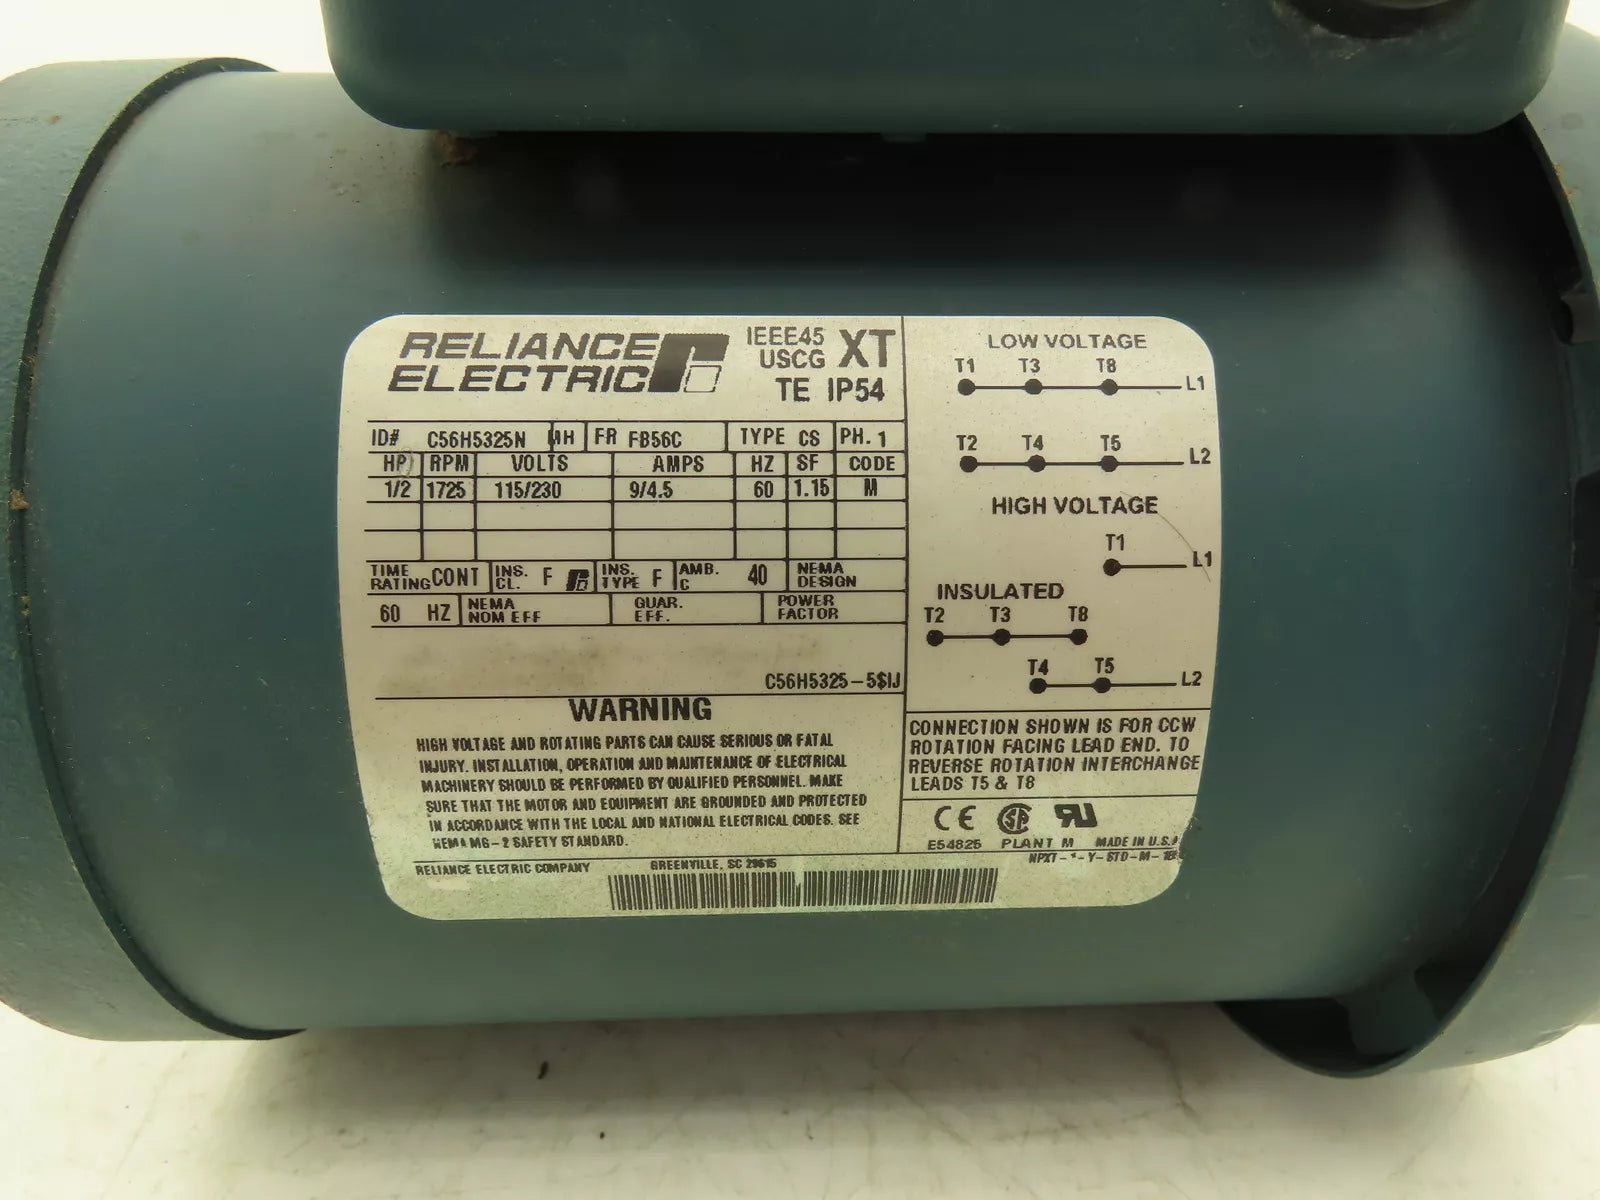 RELIANCE
ELECTRIC
IEEE45
USCG XT
TE IP54
ID# C56H5325N MH FR FB56C TYPE CS PH. 1
HP RPM VOLTS AMPS HZ SF CODE
1/2 1725 115/230 9/4.5 60 1.15 M
TIME RATING CONT INS. CL. F INS. TYPE F AMB. C 40 NEMA DESIGN
60 HZ NEMA NOM EFF GUAR. EFF. POWER FACTOR
C56H5325-5$IJ
WARNING
HIGH VOLTAGE AND ROTATING PARTS CAN CAUSE SERIOUS OR FATAL
INJURY. INSTALLATION, OPERATION AND MAINTENANCE OF ELECTRICAL
MACHINERY SHOULD BE PERFORMED BY QUALIFIED PERSONNEL. MAKE
SURE THAT THE MOTOR AND EQUIPMENT ARE GROUNDED AND PROTECTED
IN ACCORDANCE WITH THE LOCAL AND NATIONAL ELECTRICAL CODES. SEE
NEMA MG-2 SAFETY STANDARD.
RELIANCE ELECTRIC COMPANY GREENVILLE, SC 29615
LOW VOLTAGE
T1 T3 T8 L1
T2 T4 T5 L2
HIGH VOLTAGE
T1 L1
INSULATED
T2 T3 T8
T4 T5 L2
CONNECTION SHOWN IS FOR CCW
ROTATION FACING LEAD END. TO
REVERSE ROTATION INTERCHANGE
LEADS T5 & T8
CE SA RU
E54825 PLANT M MADE IN U.S.A